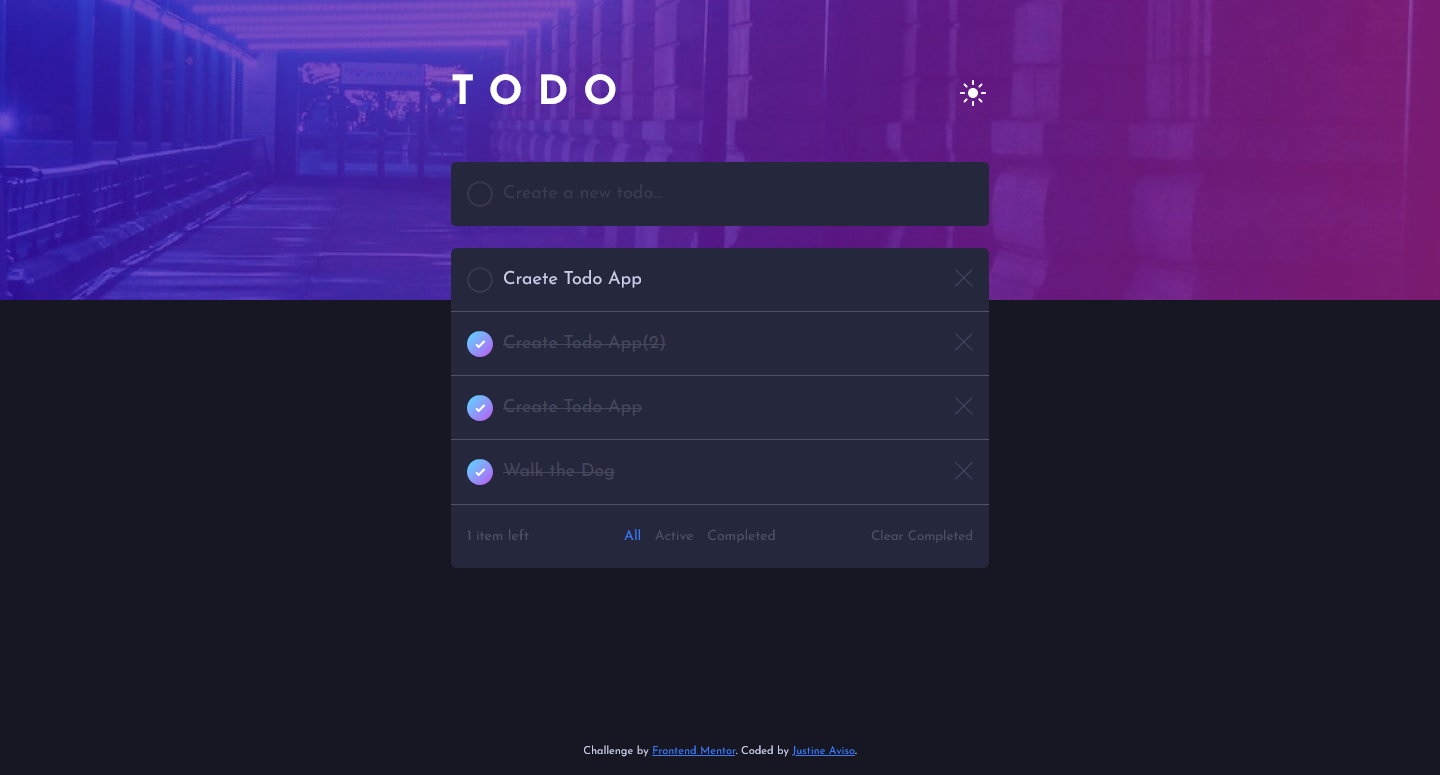 TODO
Create a new todo...
Craete Todo App
Create Todo App(2)
Create Todo App
Walk the Dog
1 item left All Active Completed Clear Completed
Challenge by Frontend Mentor. Coded by Justine Aviso.